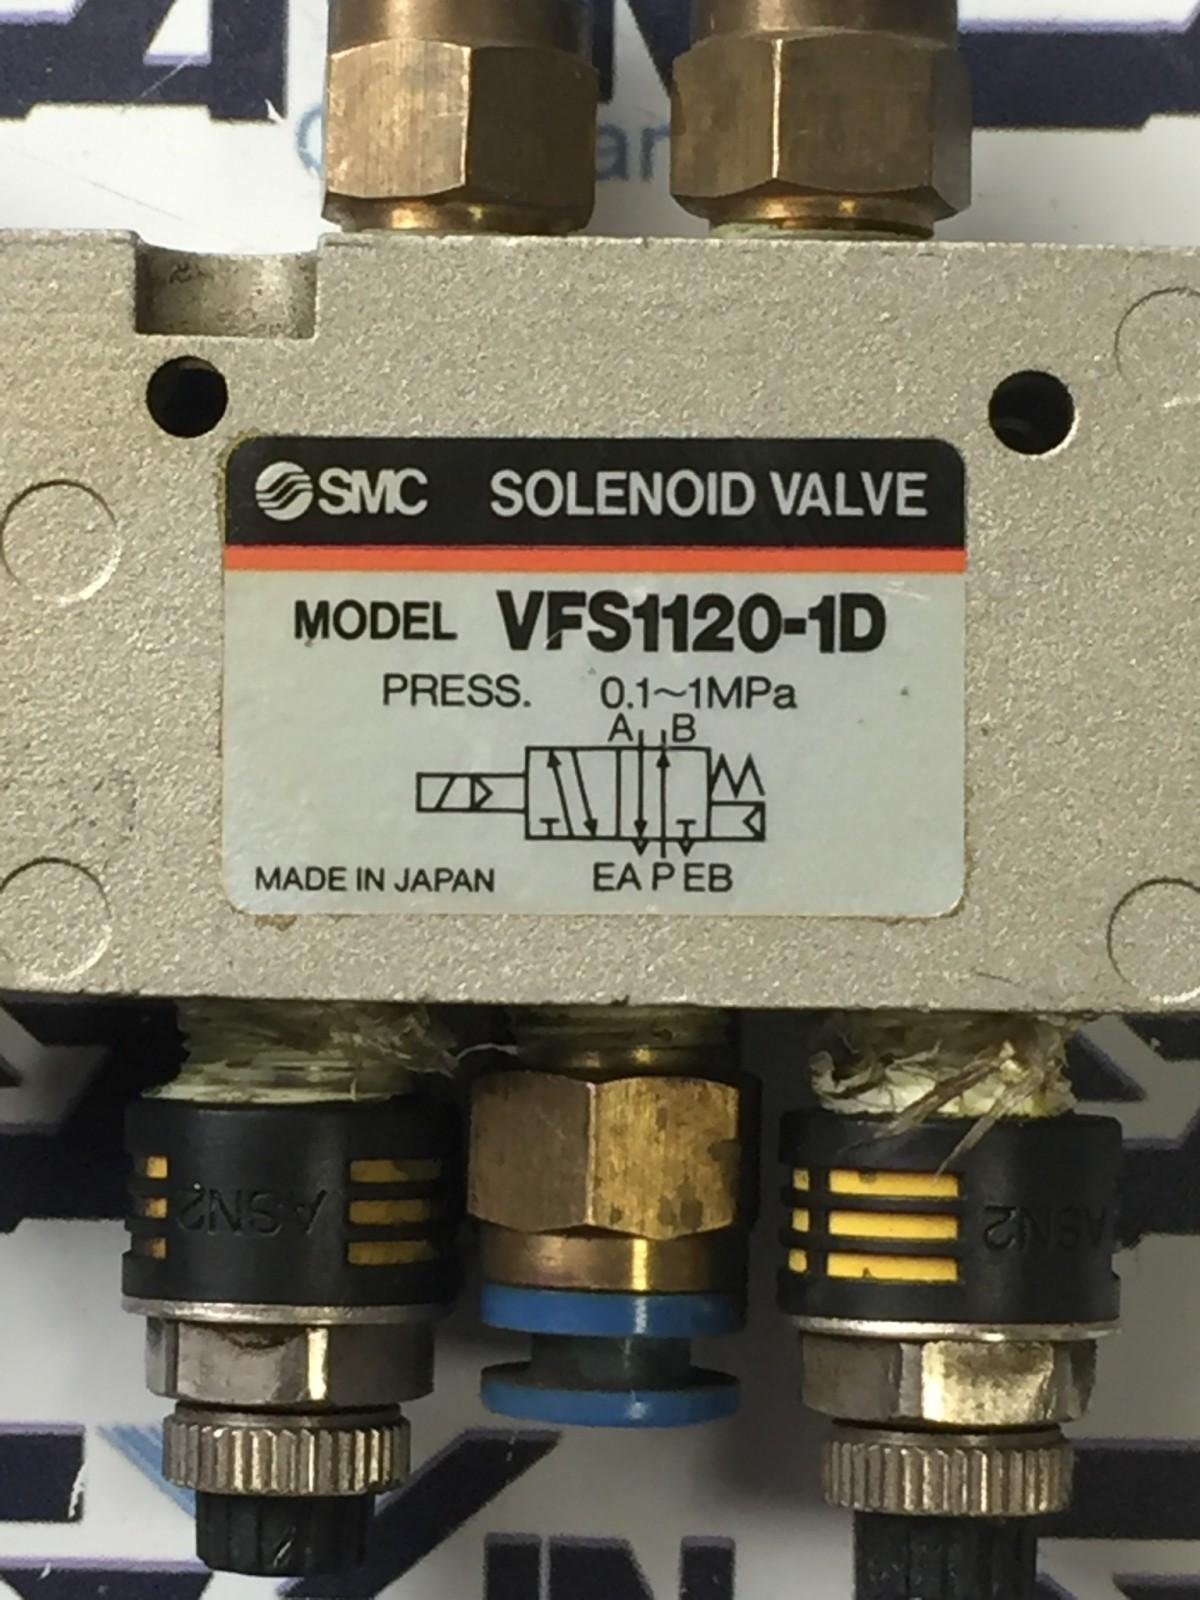 SMC SOLENOID VALVE
MODEL VFS1120-1D
PRESS. 0.1~1MPa
A B
EA P EB
MADE IN JAPAN
ASN2
ASN2